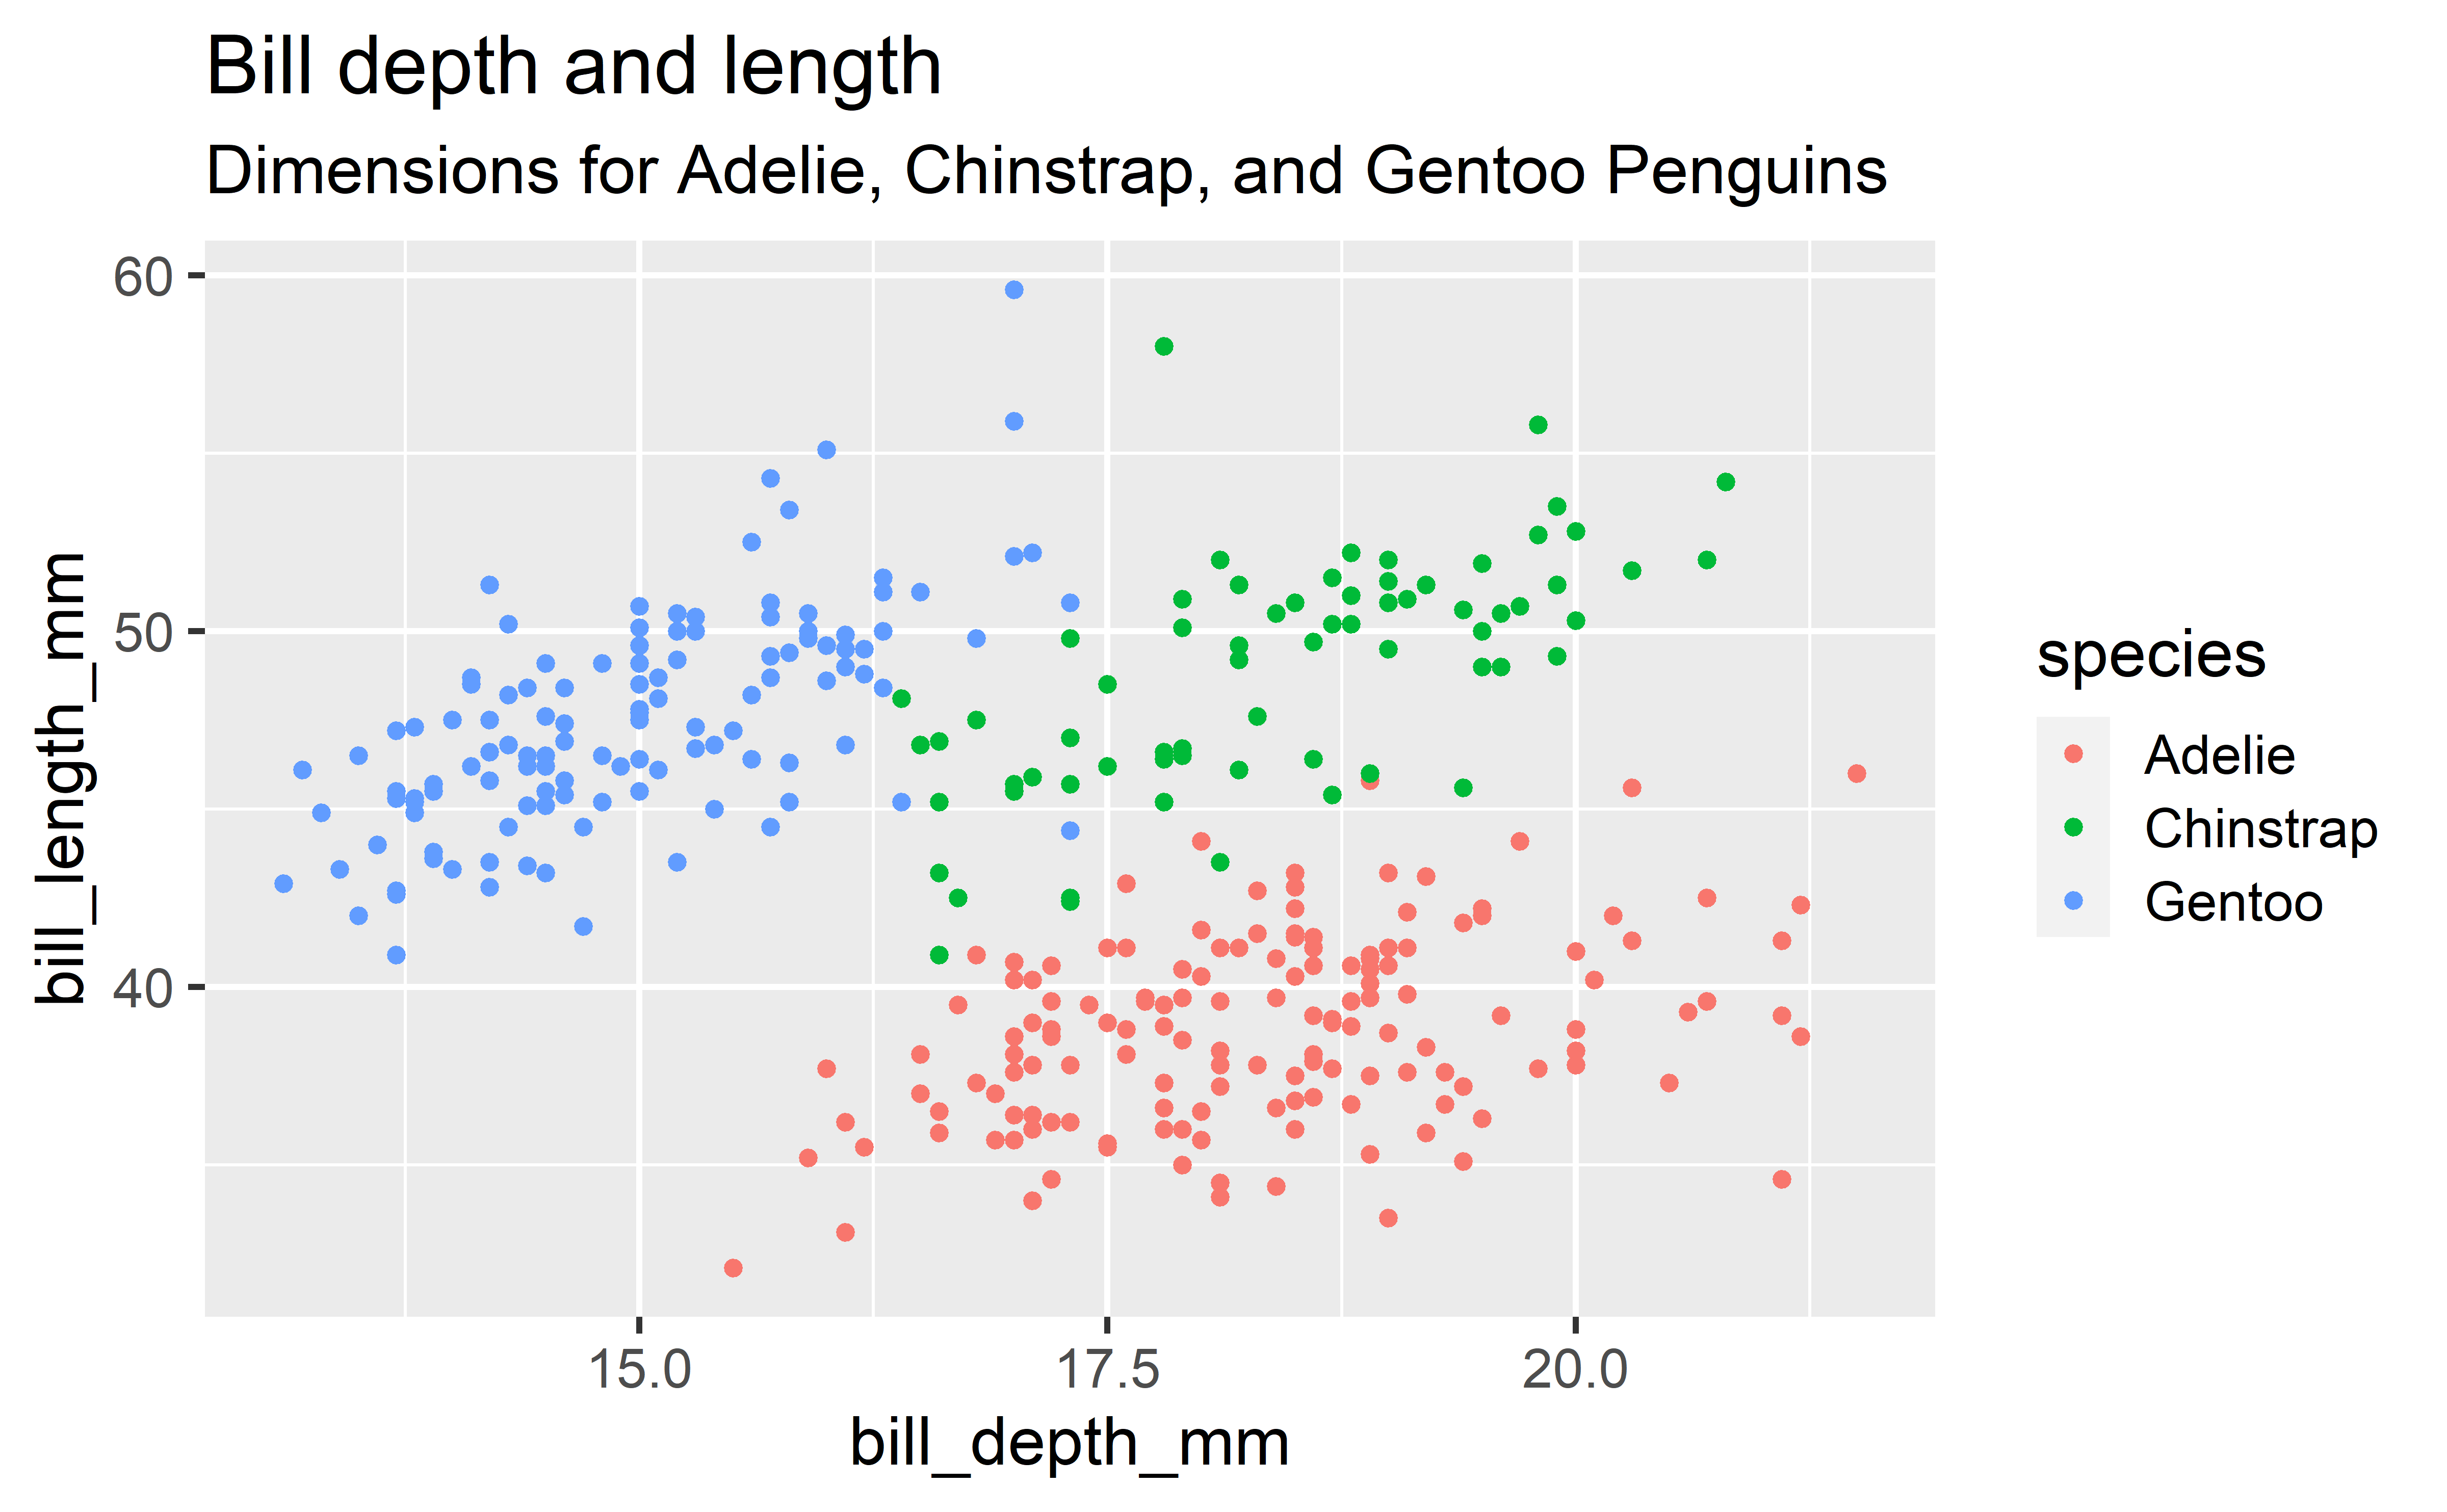 Bill depth and length
Dimensions for Adelie, Chinstrap, and Gentoo Penguins
60
50
40
bill_length_mm
15.0 17.5 20.0
bill_depth_mm
species
Adelie
Chinstrap
Gentoo